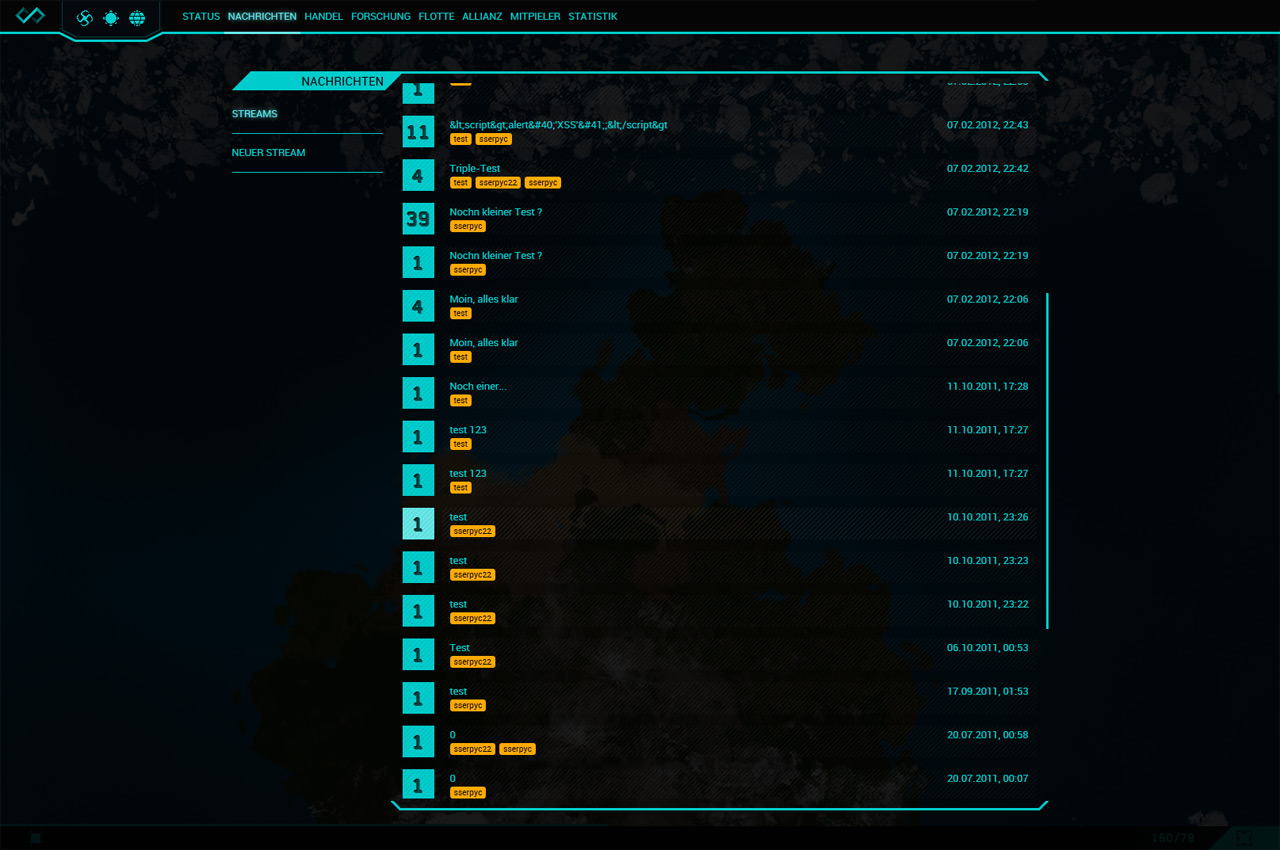 STATUS NACHRICHTEN HANDEL FORSCHUNG FLOTTE ALLIANZ MITPIELER STATISTIK
NACHRICHTEN
STREAMS
NEUER STREAM
1
11 &lt;script&gt;alert&#40;'XSS'&#41;;&lt;/script&gt 07.02.2012, 22:43
test sserpyc
4 Triple-Test 07.02.2012, 22:42
test sserpyc22 sserpyc
39 Nochn kleiner Test ? 07.02.2012, 22:19
sserpyc
1 Nochn kleiner Test ? 07.02.2012, 22:19
sserpyc
4 Moin, alles klar 07.02.2012, 22:06
test
1 Moin, alles klar 07.02.2012, 22:06
test
1 Noch einer... 11.10.2011, 17:28
test
1 test 123 11.10.2011, 17:27
test
1 test 123 11.10.2011, 17:27
test
1 test 10.10.2011, 23:26
sserpyc22
1 test 10.10.2011, 23:23
sserpyc22
1 test 10.10.2011, 23:22
sserpyc22
1 Test 06.10.2011, 00:53
sserpyc22
1 test 17.09.2011, 01:53
sserpyc
1 0 20.07.2011, 00:58
sserpyc22 sserpyc
1 0 20.07.2011, 00:07
sserpyc